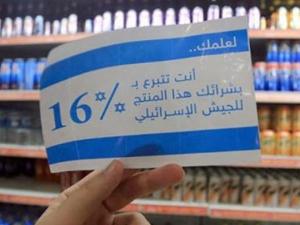 لعلمك..
أنت تتبرع بـ
16%
بشرائك هذا المنتج
للجيش الإسرائيلي